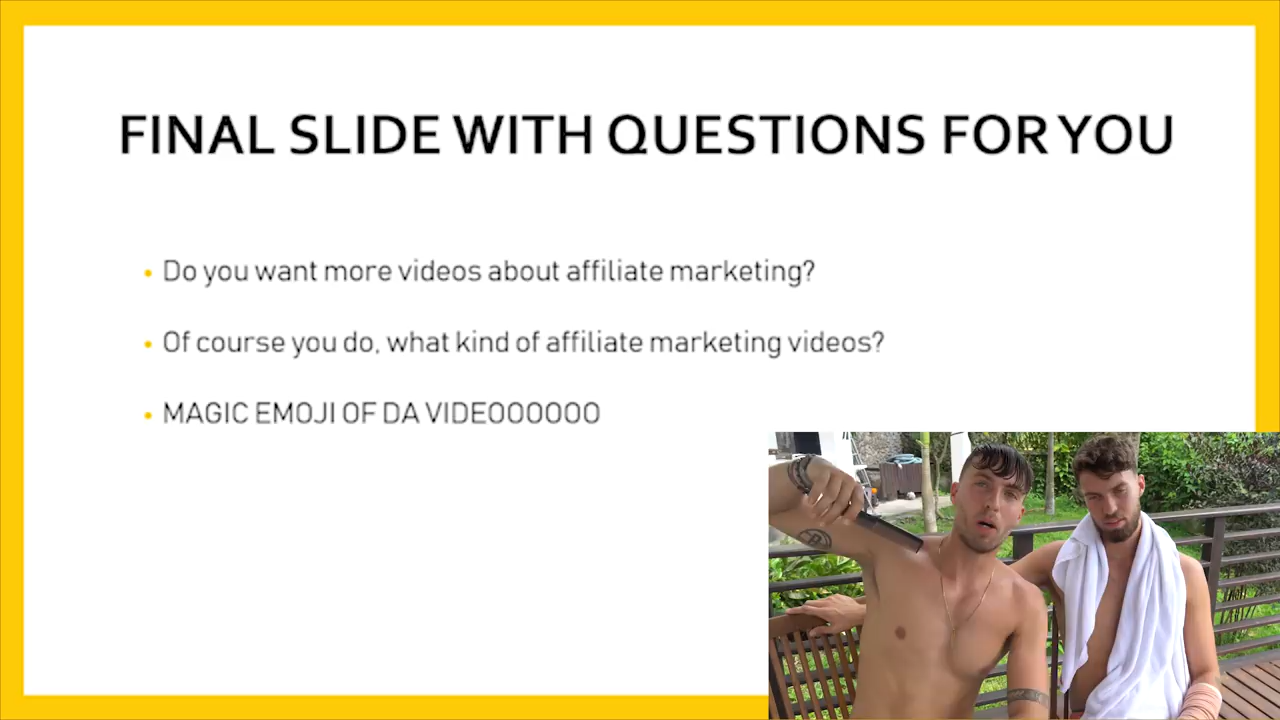 FINAL SLIDE WITH QUESTIONS FOR YOU
• Do you want more videos about affiliate marketing?
• Of course you do, what kind of affiliate marketing videos?
• MAGIC EMOJI OF DA VIDEOOOOOO